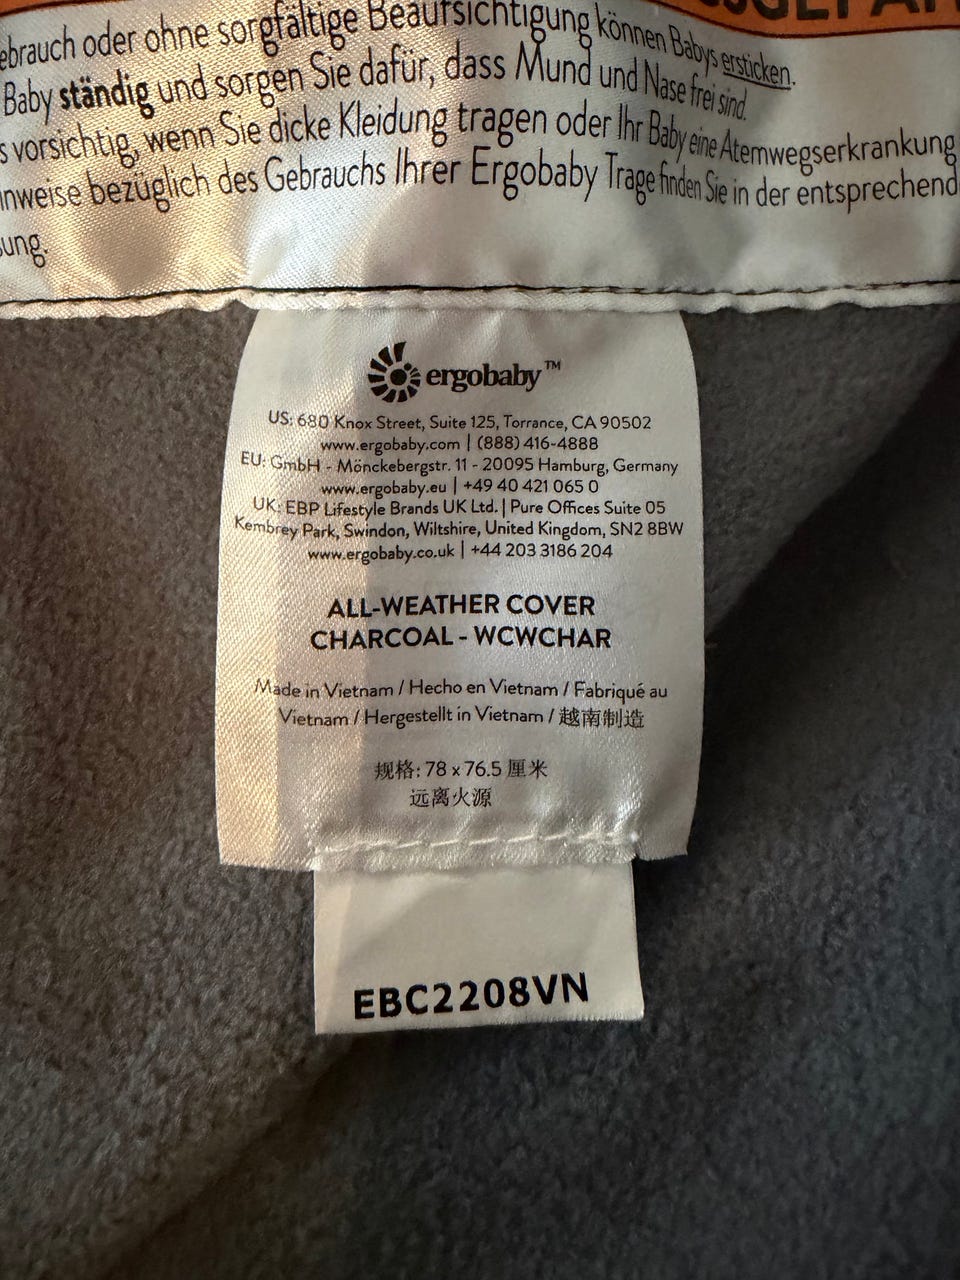 oder ohne sorgfältige Beaufsichtigung können Babys ersticken.
Baby ständig und sorgen Sie dafür, dass Mund und Nase frei sind.
vorsichtig, wenn Sie dicke Kleidung tragen oder Ihr Baby eine Atemwegserkrankung
bezüglich des Gebrauchs Ihrer Ergobaby Trage finden Sie in der entsprechend
ergobaby™
US: 680 Knox Street, Suite 125, Torrance, CA 90502
www.ergobaby.com | (888) 416-4888
EU: GmbH - Mönckebergstr. 11 - 20095 Hamburg, Germany
www.ergobaby.eu | +49 40 421 065 0
UK: EBP Lifestyle Brands UK Ltd. | Pure Offices Suite 05
Kembrey Park, Swindon, Wiltshire, United Kingdom, SN2 8BW
www.ergobaby.co.uk | +44 203 3186 204
ALL-WEATHER COVER
CHARCOAL - WCWCHAR
Made in Vietnam / Hecho en Vietnam / Fabriqué au
Vietnam / Hergestellt in Vietnam / 越南制造
规格: 78 x 76.5 厘米
远离火源
EBC2208VN